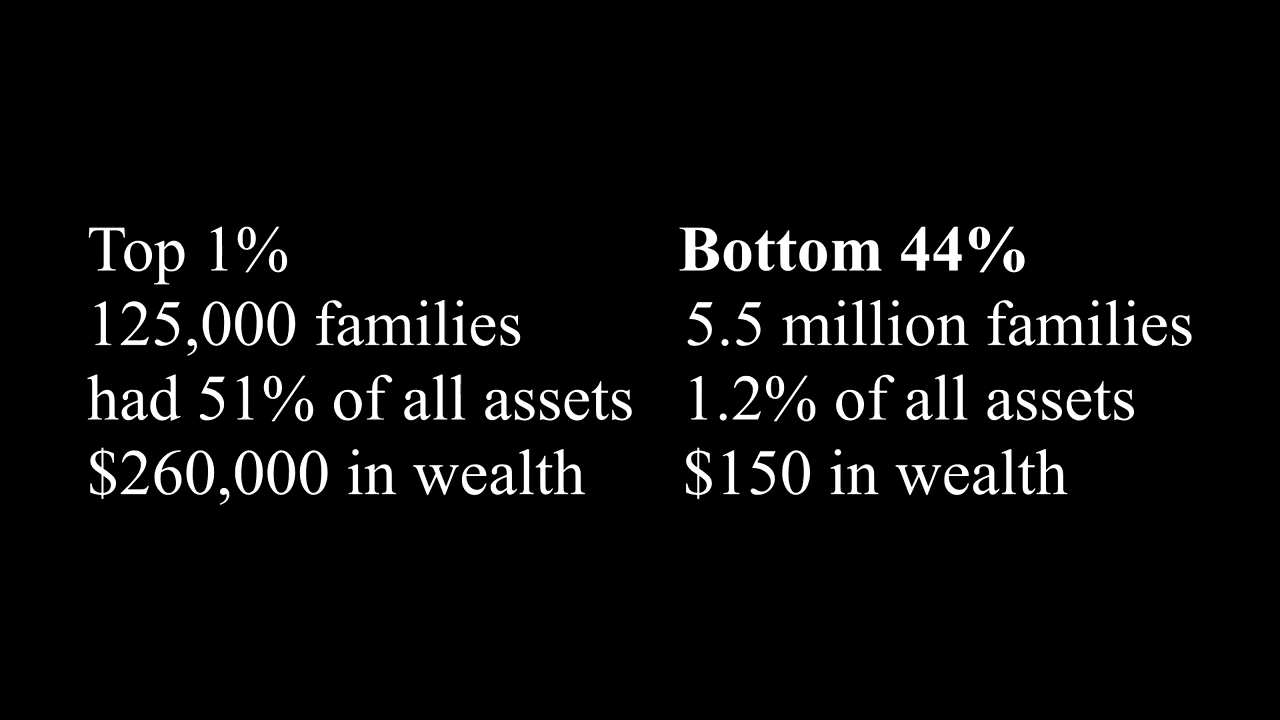 Top 1%
125,000 families
had 51% of all assets
$260,000 in wealth
Bottom 44%
5.5 million families
1.2% of all assets
$150 in wealth